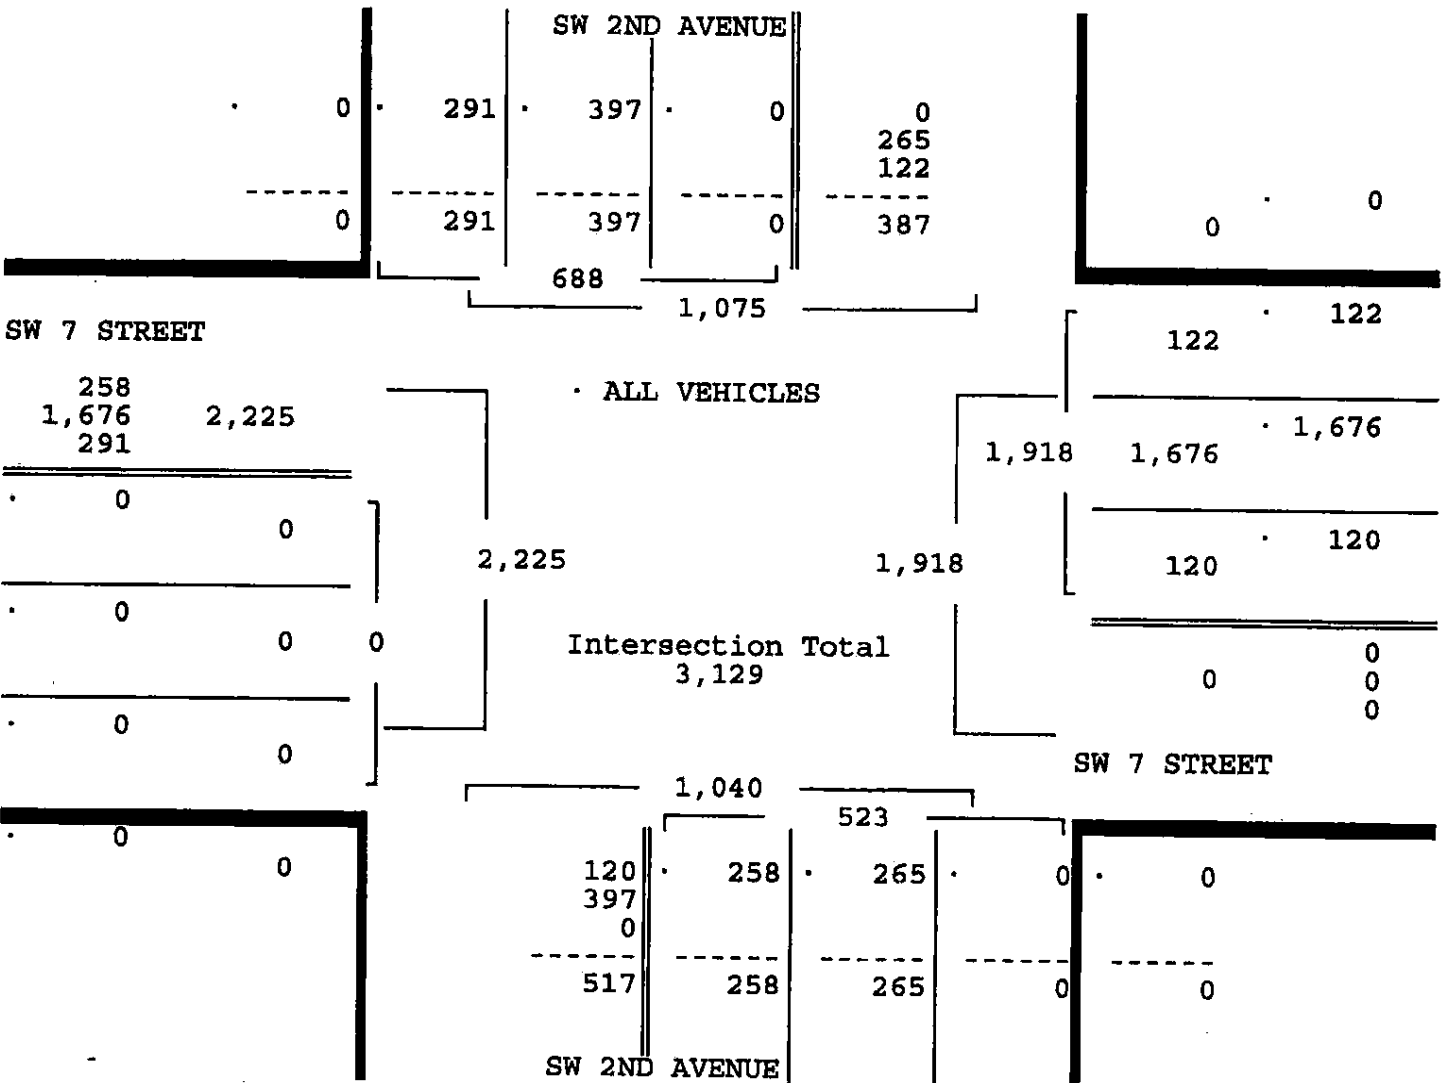 SW 2ND AVENUE
· 0 · 291 · 397 · 0 0
265
122
------ ------ ------ ------ ------
0 291 397 0 387
· 0
0
688
1,075
SW 7 STREET
· 122
122
258
1,676 2,225
291
· ALL VEHICLES
· 1,676
1,918 1,676
· 0
0
· 120
120
2,225
1,918
· 0
0 0
Intersection Total
3,129
0
0 0
0
· 0
0
SW 7 STREET
1,040
523
· 0
0
120 · 258 · 265 · 0 · 0
397
0
------ ------ ------ ------ ------
517 258 265 0 0
SW 2ND AVENUE